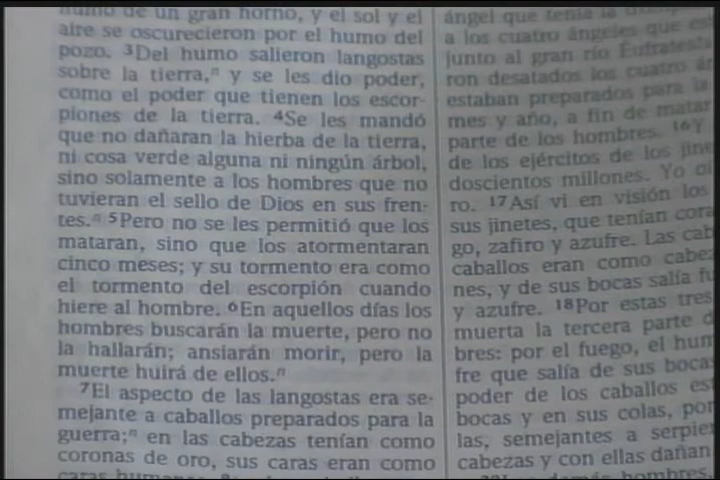 humo de un gran horno, y el sol y el
aire se oscurecieron por el humo del
pozo. ³Del humo salieron langostas
sobre la tierra,ⁿ y se les dio poder,
como el poder que tienen los escor-
piones de la tierra. ⁴Se les mandó
que no dañaran la hierba de la tierra,
ni cosa verde alguna ni ningún árbol,
sino solamente a los hombres que no
tuvieran el sello de Dios en sus fren-
tes.ⁿ ⁵Pero no se les permitió que los
mataran, sino que los atormentaran
cinco meses; y su tormento era como
el tormento del escorpión cuando
hiere al hombre. ⁶En aquellos días los
hombres buscarán la muerte, pero no
la hallarán; ansiarán morir, pero la
muerte huirá de ellos.ⁿ
⁷El aspecto de las langostas era se-
mejante a caballos preparados para la
guerra;ⁿ en las cabezas tenían como
coronas de oro, sus caras eran como
caras
ángel que tenía la
a los cuatro ángeles que
junto al gran río
ron desatados los cuatro
estaban preparados para la
mes y año, a fin de matar
parte de los hombres. ¹⁶Y
de los ejércitos de los
doscientos millones. Yo
ro. ¹⁷Así vi en visión los
sus jinetes, que tenían
go, zafiro y azufre. Las
caballos eran como
nes, y de sus bocas salía
y azufre. ¹⁸Por estas tres
muerta la tercera parte
bres: por el fuego, el
fre que salía de sus
poder de los caballos
bocas y en sus colas,
las, semejantes a
cabezas y con ellas dañan
demás hombres,